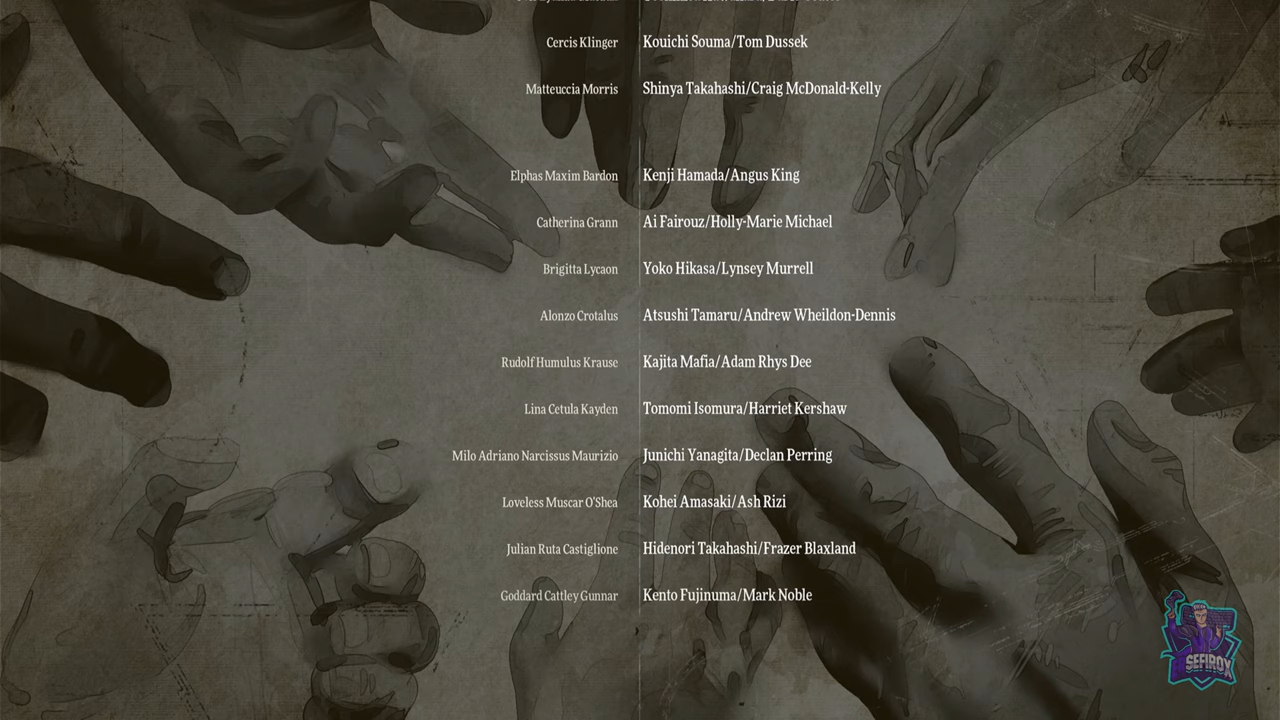 Cercis Klinger Kouichi Souma/Tom Dussek
Matteuccia Morris Shinya Takahashi/Craig McDonald-Kelly
Elphas Maxim Bardon Kenji Hamada/Angus King
Catherina Grann Ai Fairouz/Holly-Marie Michael
Brigitta Lycaon Yoko Hikasa/Lynsey Murrell
Alonzo Crotalus Atsushi Tamaru/Andrew Wheildon-Dennis
Rudolf Humulus Krause Kajita Mafia/Adam Rhys Dee
Lina Cetula Kayden Tomomi Isomura/Harriet Kershaw
Milo Adriano Narcissus Maurizio Junichi Yanagita/Declan Perring
Loveless Muscar O'Shea Kohei Amasaki/Ash Rizi
Julian Ruta Castiglione Hidenori Takahashi/Frazer Blaxland
Goddard Cattley Gunnar Kento Fujinuma/Mark Noble
SEFIROX